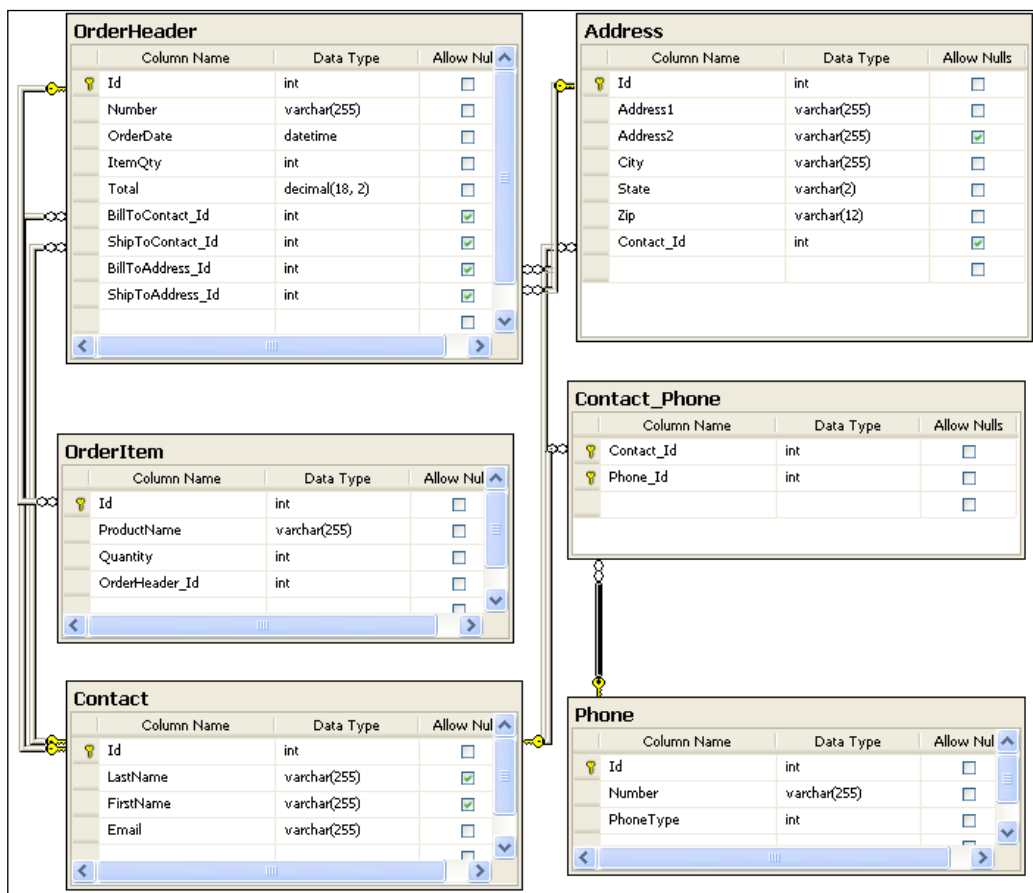 OrderHeader
Column Name Data Type Allow Nul
Id int
Number varchar(255)
OrderDate datetime
ItemQty int
Total decimal(18, 2)
BillToContact_Id int
ShipToContact_Id int
BillToAddress_Id int
ShipToAddress_Id int
Address
Column Name Data Type Allow Nulls
Id int
Address1 varchar(255)
Address2 varchar(255)
City varchar(255)
State varchar(2)
Zip varchar(12)
Contact_Id int
OrderItem
Column Name Data Type Allow Nul
Id int
ProductName varchar(255)
Quantity int
OrderHeader_Id int
Contact_Phone
Column Name Data Type Allow Nulls
Contact_Id int
Phone_Id int
Contact
Column Name Data Type Allow Nul
Id int
LastName varchar(255)
FirstName varchar(255)
Email varchar(255)
Phone
Column Name Data Type Allow Nul
Id int
Number varchar(255)
PhoneType int